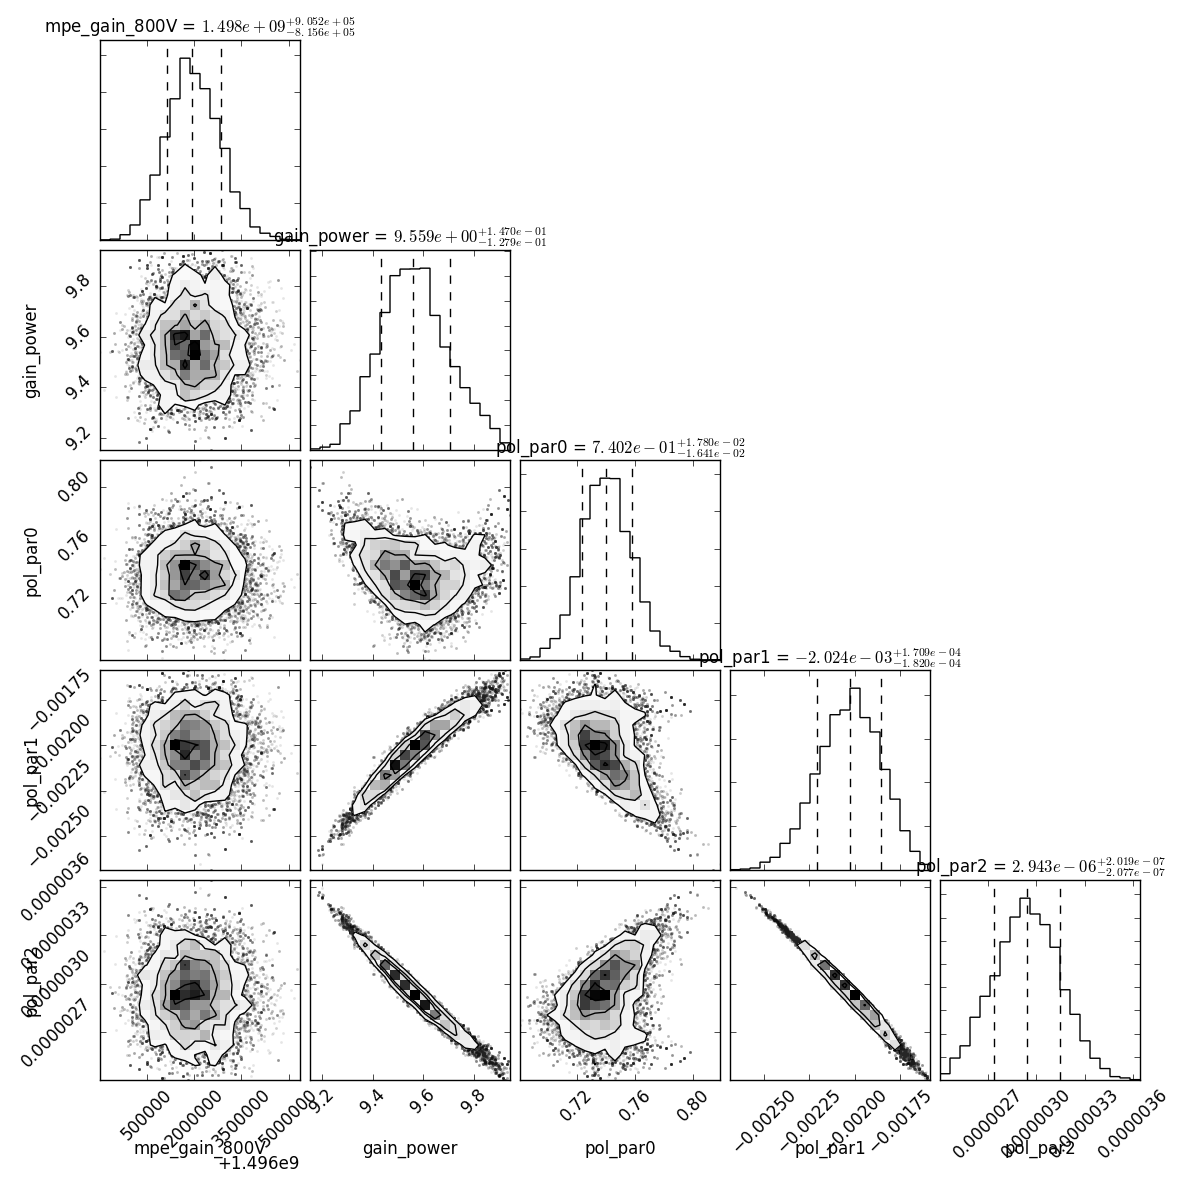 mpe_gain_800V = 1.498e+09 +9.052e+05 −8.156e+05
gain_power = 9.559e+00 +1.470e−01 −1.279e−01
9.8
9.6
9.4
9.2
gain_power
pol_par0 = 7.402e−01 +1.780e−02 −1.641e−02
0.80
0.76
0.72
pol_par0
pol_par1 = −2.024e−03 +1.709e−04 −1.820e−04
−0.00175
−0.00200
−0.00225
−0.00250
pol_par1
pol_par2 = 2.943e−06 +2.019e−07 −2.077e−07
0.0000036
0.0000033
0.0000030
0.0000027
pol_par2
500000 2000000 3500000 5000000 9.2 9.4 9.6 9.8 0.72 0.76 0.80 −0.00250 −0.00225 −0.00200 −0.00175 0.0000027 0.0000030 0.0000033 0.0000036
mpe_gain_800V gain_power pol_par0 pol_par1 pol_par2
+1.496e9